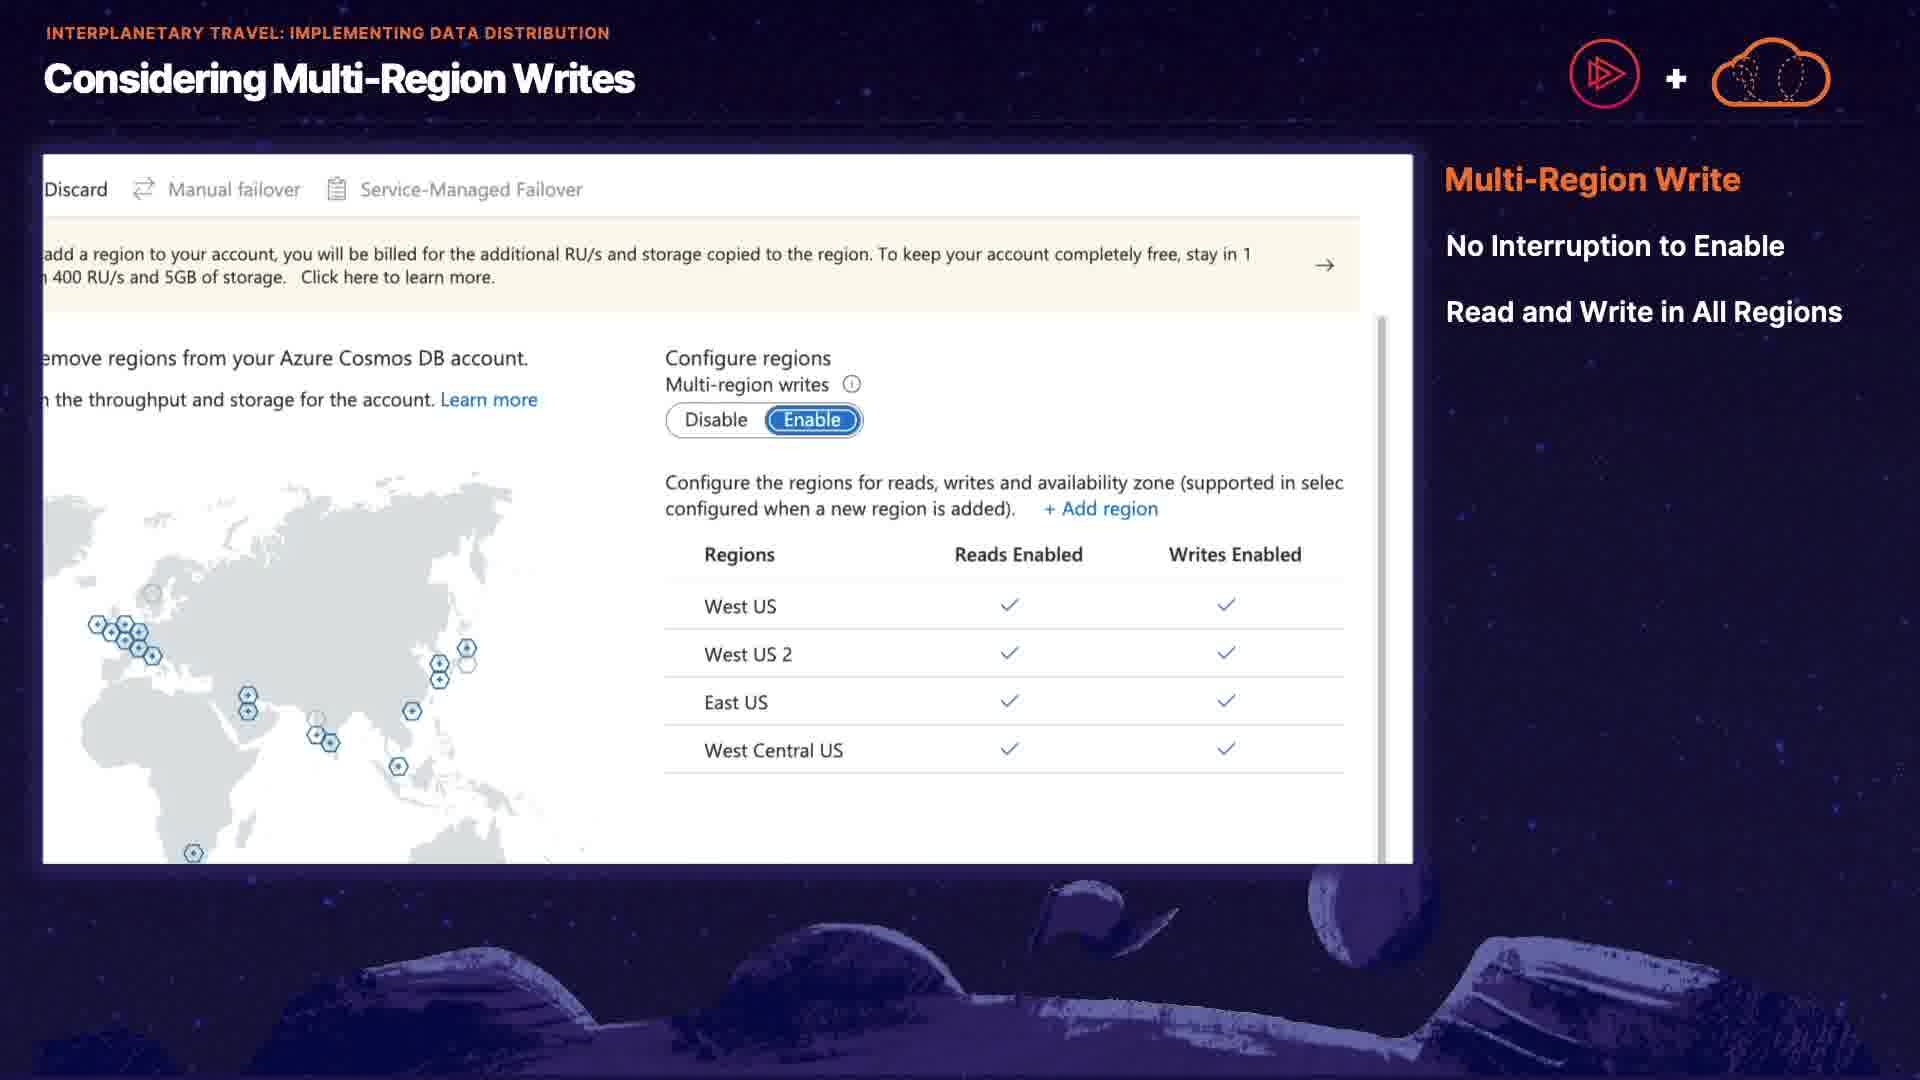 INTERPLANETARY TRAVEL: IMPLEMENTING DATA DISTRIBUTION
Considering Multi-Region Writes
Discard Manual failover Service-Managed Failover
add a region to your account, you will be billed for the additional RU/s and storage copied to the region. To keep your account completely free, stay in 1
400 RU/s and 5GB of storage. Click here to learn more.
emove regions from your Azure Cosmos DB account.
the throughput and storage for the account. Learn more
Configure regions
Multi-region writes
Disable Enable
Configure the regions for reads, writes and availability zone (supported in selec
configured when a new region is added). + Add region
Regions Reads Enabled Writes Enabled
West US
West US 2
East US
West Central US
Multi-Region Write
No Interruption to Enable
Read and Write in All Regions